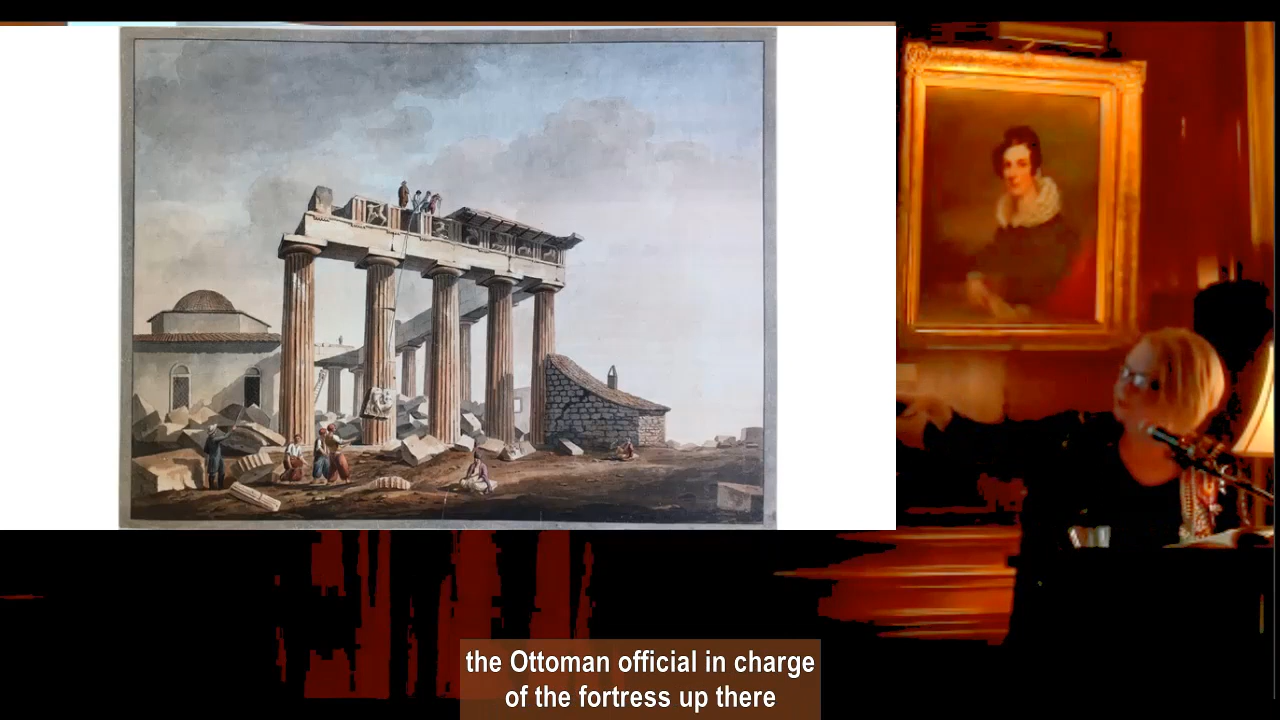 the Ottoman official in charge
of the fortress up there